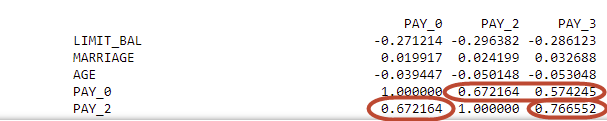 PAY_0 PAY_2 PAY_3
LIMIT_BAL -0.271214 -0.296382 -0.286123
MARRIAGE 0.019917 0.024199 0.032688
AGE -0.039447 -0.050148 -0.053048
PAY_0 1.000000 0.672164 0.574245
PAY_2 0.672164 1.000000 0.766552